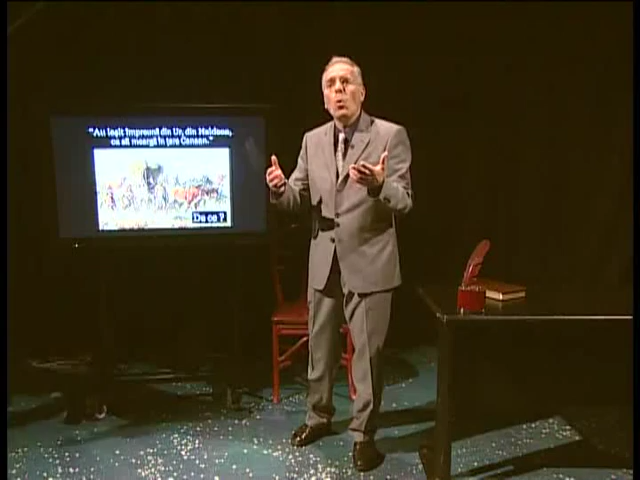 "Au ieşit împreună din Ur, din Haldeea,
ca să meargă în ţara Canaan."
De ce ?